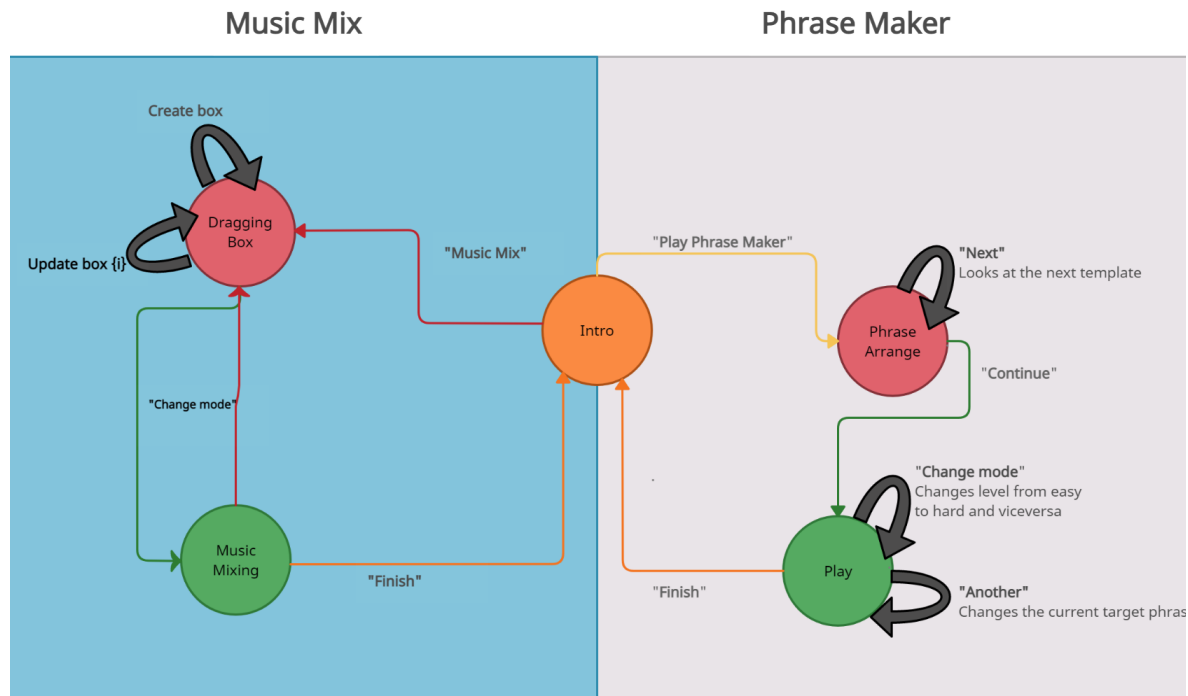 Music Mix
Phrase Maker
Create box
Dragging
Box
Update box {i}
"Music Mix"
"Play Phrase Maker"
"Next"
Looks at the next template
Intro
Phrase
Arrange
"Continue"
"Change mode"
"Change mode"
Changes level from easy
to hard and viceversa
Music
Mixing
"Finish"
"Finish"
Play
"Another"
Changes the current target phras